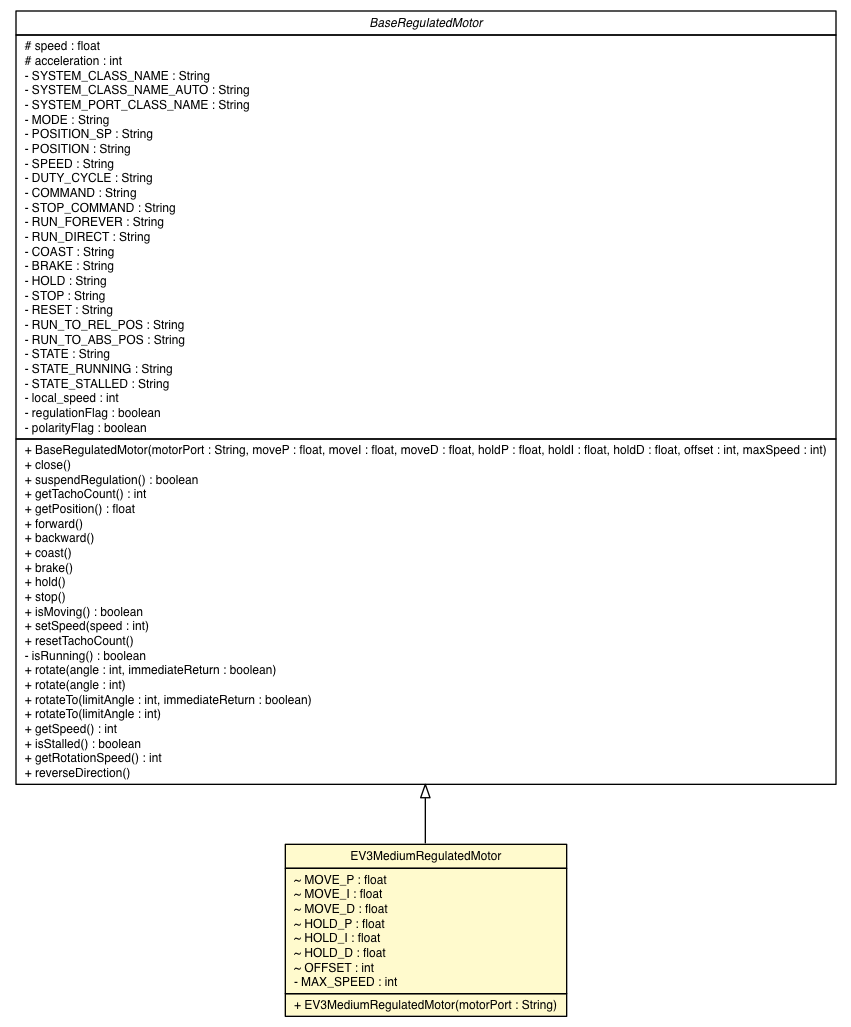 BaseRegulatedMotor
# speed : float
# acceleration : int
- SYSTEM_CLASS_NAME : String
- SYSTEM_CLASS_NAME_AUTO : String
- SYSTEM_PORT_CLASS_NAME : String
- MODE : String
- POSITION_SP : String
- POSITION : String
- SPEED : String
- DUTY_CYCLE : String
- COMMAND : String
- STOP_COMMAND : String
- RUN_FOREVER : String
- RUN_DIRECT : String
- COAST : String
- BRAKE : String
- HOLD : String
- STOP : String
- RESET : String
- RUN_TO_REL_POS : String
- RUN_TO_ABS_POS : String
- STATE : String
- STATE_RUNNING : String
- STATE_STALLED : String
- local_speed : int
- regulationFlag : boolean
- polarityFlag : boolean
+ BaseRegulatedMotor(motorPort : String, moveP : float, moveI : float, moveD : float, holdP : float, holdI : float, holdD : float, offset : int, maxSpeed : int)
+ close()
+ suspendRegulation() : boolean
+ getTachoCount() : int
+ getPosition() : float
+ forward()
+ backward()
+ coast()
+ brake()
+ hold()
+ stop()
+ isMoving() : boolean
+ setSpeed(speed : int)
+ resetTachoCount()
- isRunning() : boolean
+ rotate(angle : int, immediateReturn : boolean)
+ rotate(angle : int)
+ rotateTo(limitAngle : int, immediateReturn : boolean)
+ rotateTo(limitAngle : int)
+ getSpeed() : int
+ isStalled() : boolean
+ getRotationSpeed() : int
+ reverseDirection()
EV3MediumRegulatedMotor
~ MOVE_P : float
~ MOVE_I : float
~ MOVE_D : float
~ HOLD_P : float
~ HOLD_I : float
~ HOLD_D : float
~ OFFSET : int
- MAX_SPEED : int
+ EV3MediumRegulatedMotor(motorPort : String)